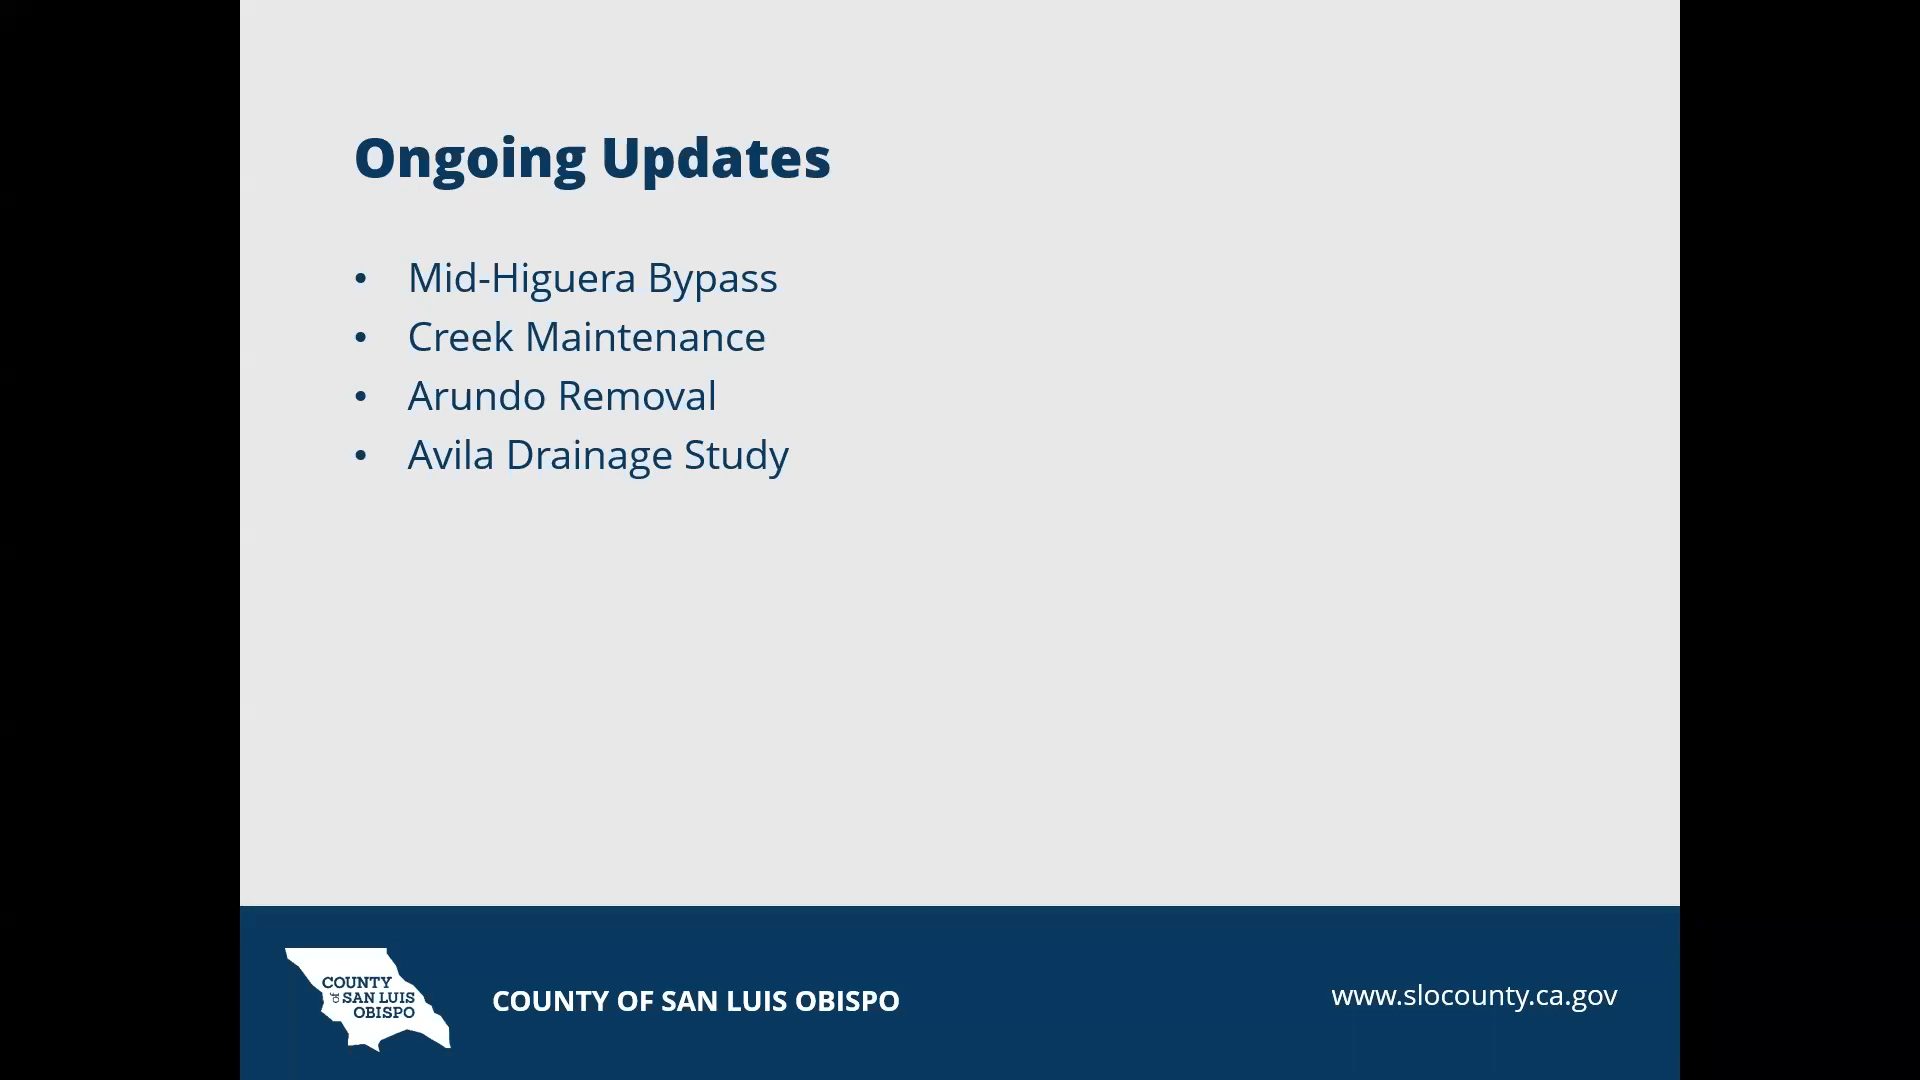 Ongoing Updates
• Mid-Higuera Bypass
• Creek Maintenance
• Arundo Removal
• Avila Drainage Study
COUNTY
OF SAN LUIS
OBISPO
COUNTY OF SAN LUIS OBISPO
www.slocounty.ca.gov